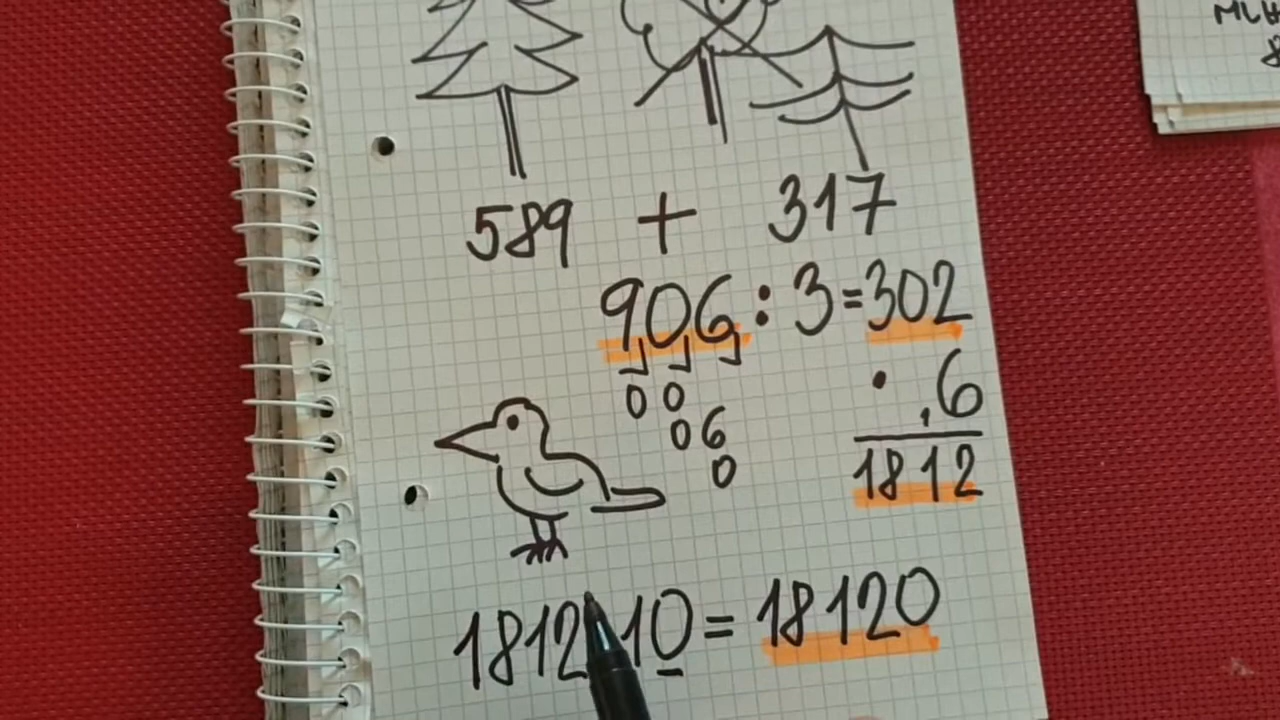 589 + 317
906 : 3 = 302
0 0
06
0
· 6
1812
1812 10 = 18120